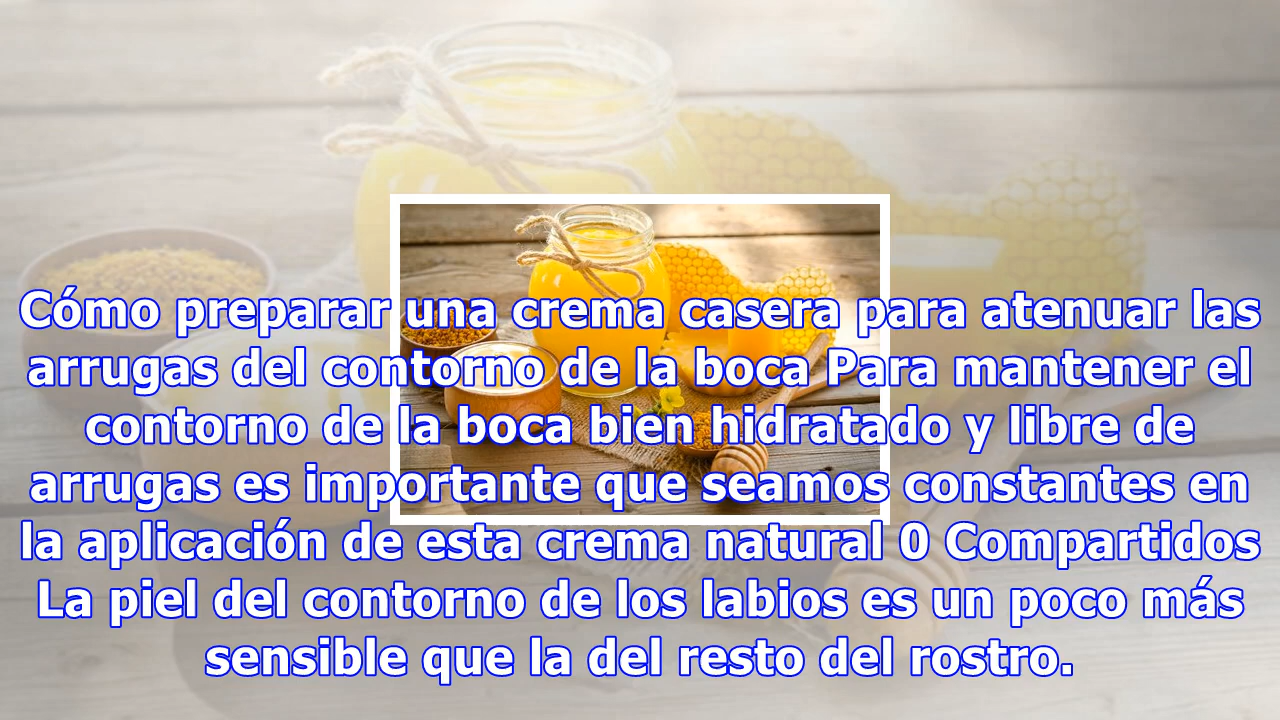 Cómo preparar una crema casera para atenuar las
arrugas del contorno de la boca Para mantener el
contorno de la boca bien hidratado y libre de
arrugas es importante que seamos constantes en
la aplicación de esta crema natural 0 Compartidos
La piel del contorno de los labios es un poco más
sensible que la del resto del rostro.